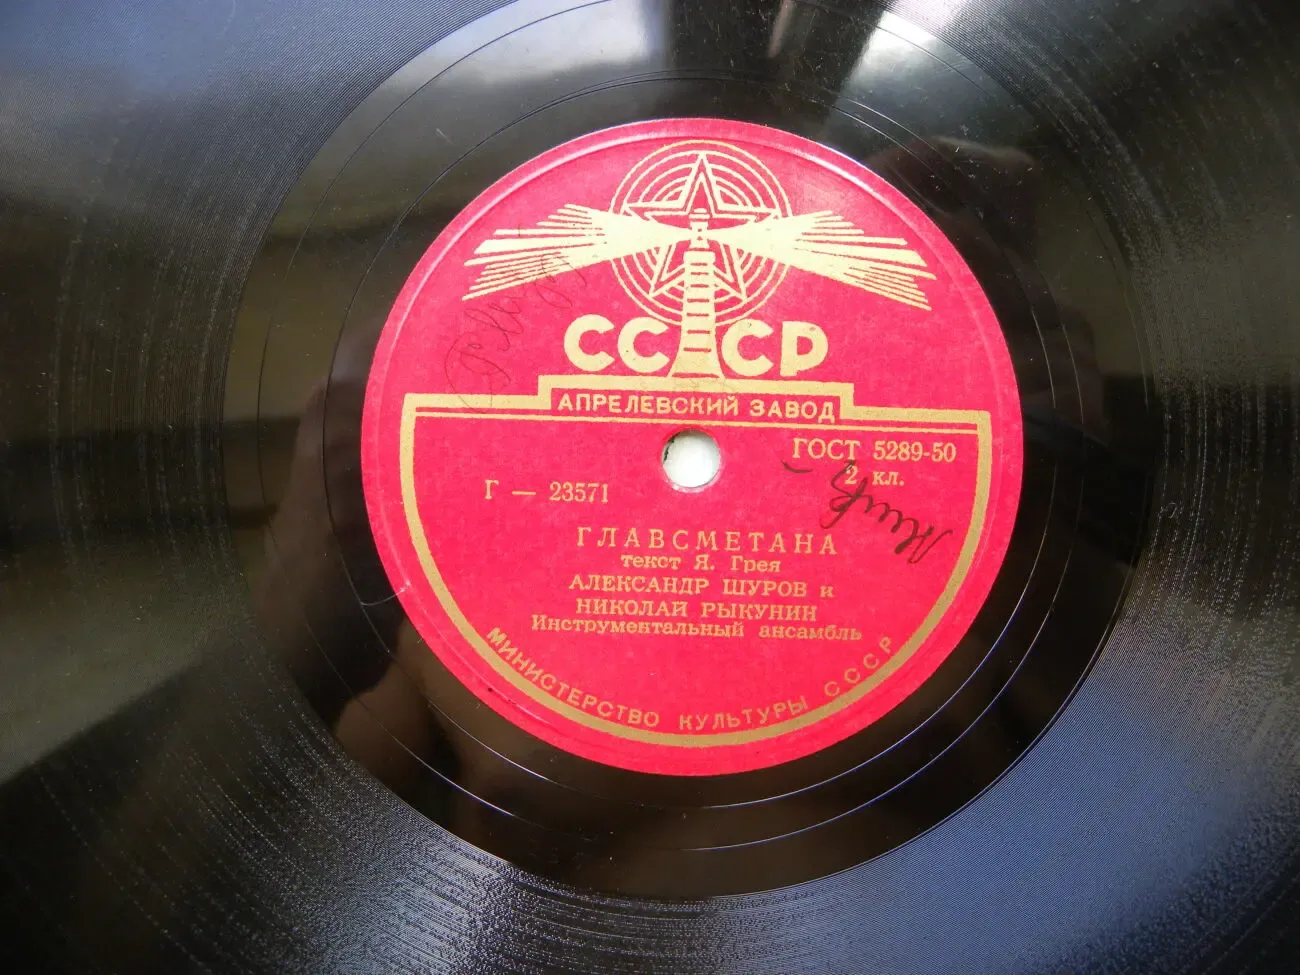 СССР
АПРЕЛЕВСКИЙ ЗАВОД
ГОСТ 5289-50
2 кл.
Г — 23571
ГЛАВСМЕТАНА
текст Я. Грея
АЛЕКСАНДР ШУРОВ и
НИКОЛАЙ РЫКУНИН
Инструментальный ансамбль
МИНИСТЕРСТВО КУЛЬТУРЫ СССР